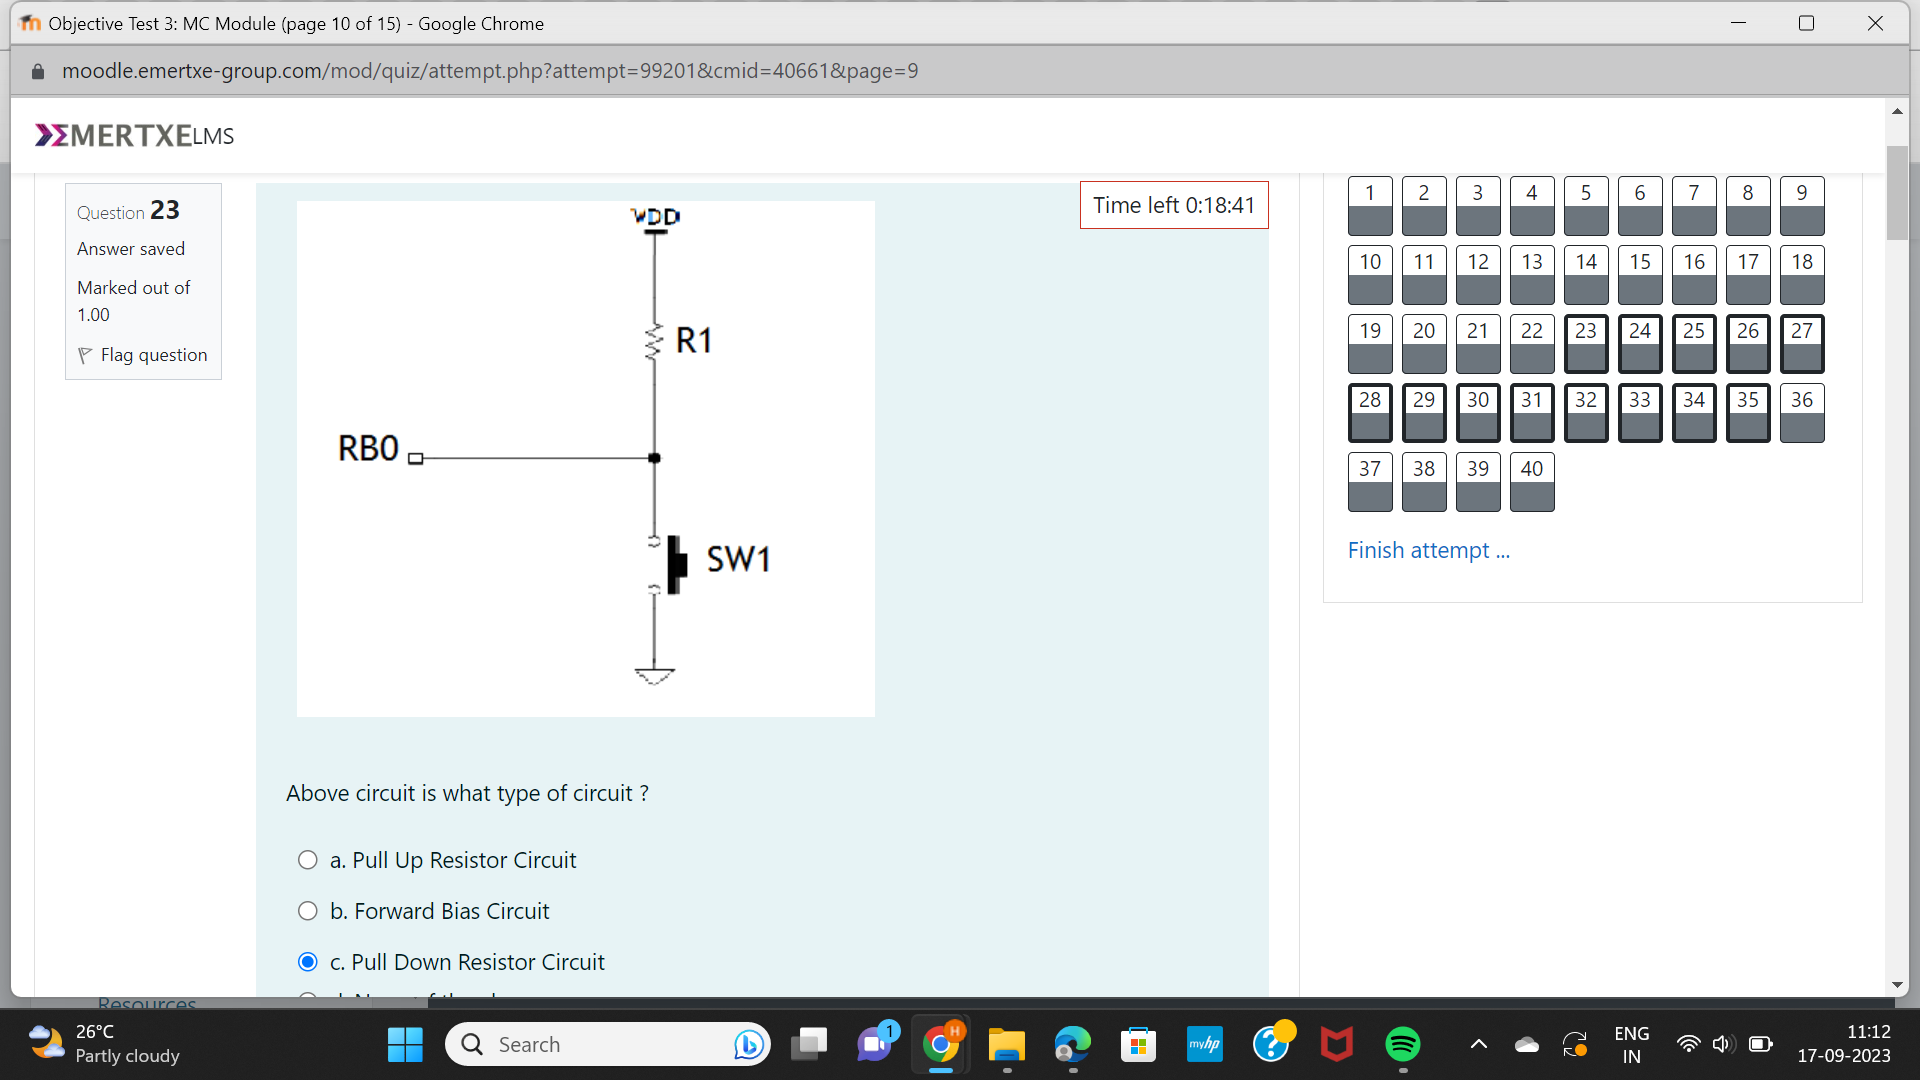 Objective Test 3: MC Module (page 10 of 15) - Google Chrome
moodle.emertxe-group.com/mod/quiz/attempt.php?attempt=99201&cmid=40661&page=9
EMERTXE LMS
Question 23
Answer saved
Marked out of
1.00
Flag question
VDD
R1
RB0
SW1
Time left 0:18:41
Above circuit is what type of circuit ?
a. Pull Up Resistor Circuit
b. Forward Bias Circuit
c. Pull Down Resistor Circuit
1 2 3 4 5 6 7 8 9
10 11 12 13 14 15 16 17 18
19 20 21 22 23 24 25 26 27
28 29 30 31 32 33 34 35 36
37 38 39 40
Finish attempt ...
Resources
26°C
Partly cloudy
Search
1
H
myhp
ENG
IN
11:12
17-09-2023